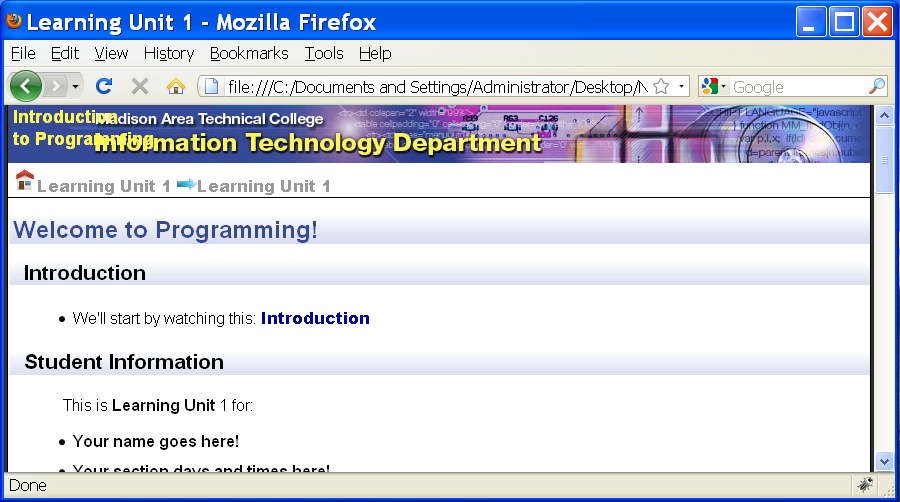 Learning Unit 1 - Mozilla Firefox
File Edit View History Bookmarks Tools Help
file:///C:/Documents and Settings/Administrator/Desktop/
Google
Introduction
to Programming
Madison Area Technical College
Information Technology Department
Learning Unit 1 Learning Unit 1
Welcome to Programming!
Introduction
• We'll start by watching this: Introduction
Student Information
This is Learning Unit 1 for:
• Your name goes here!
• Your section days and times here!
Done